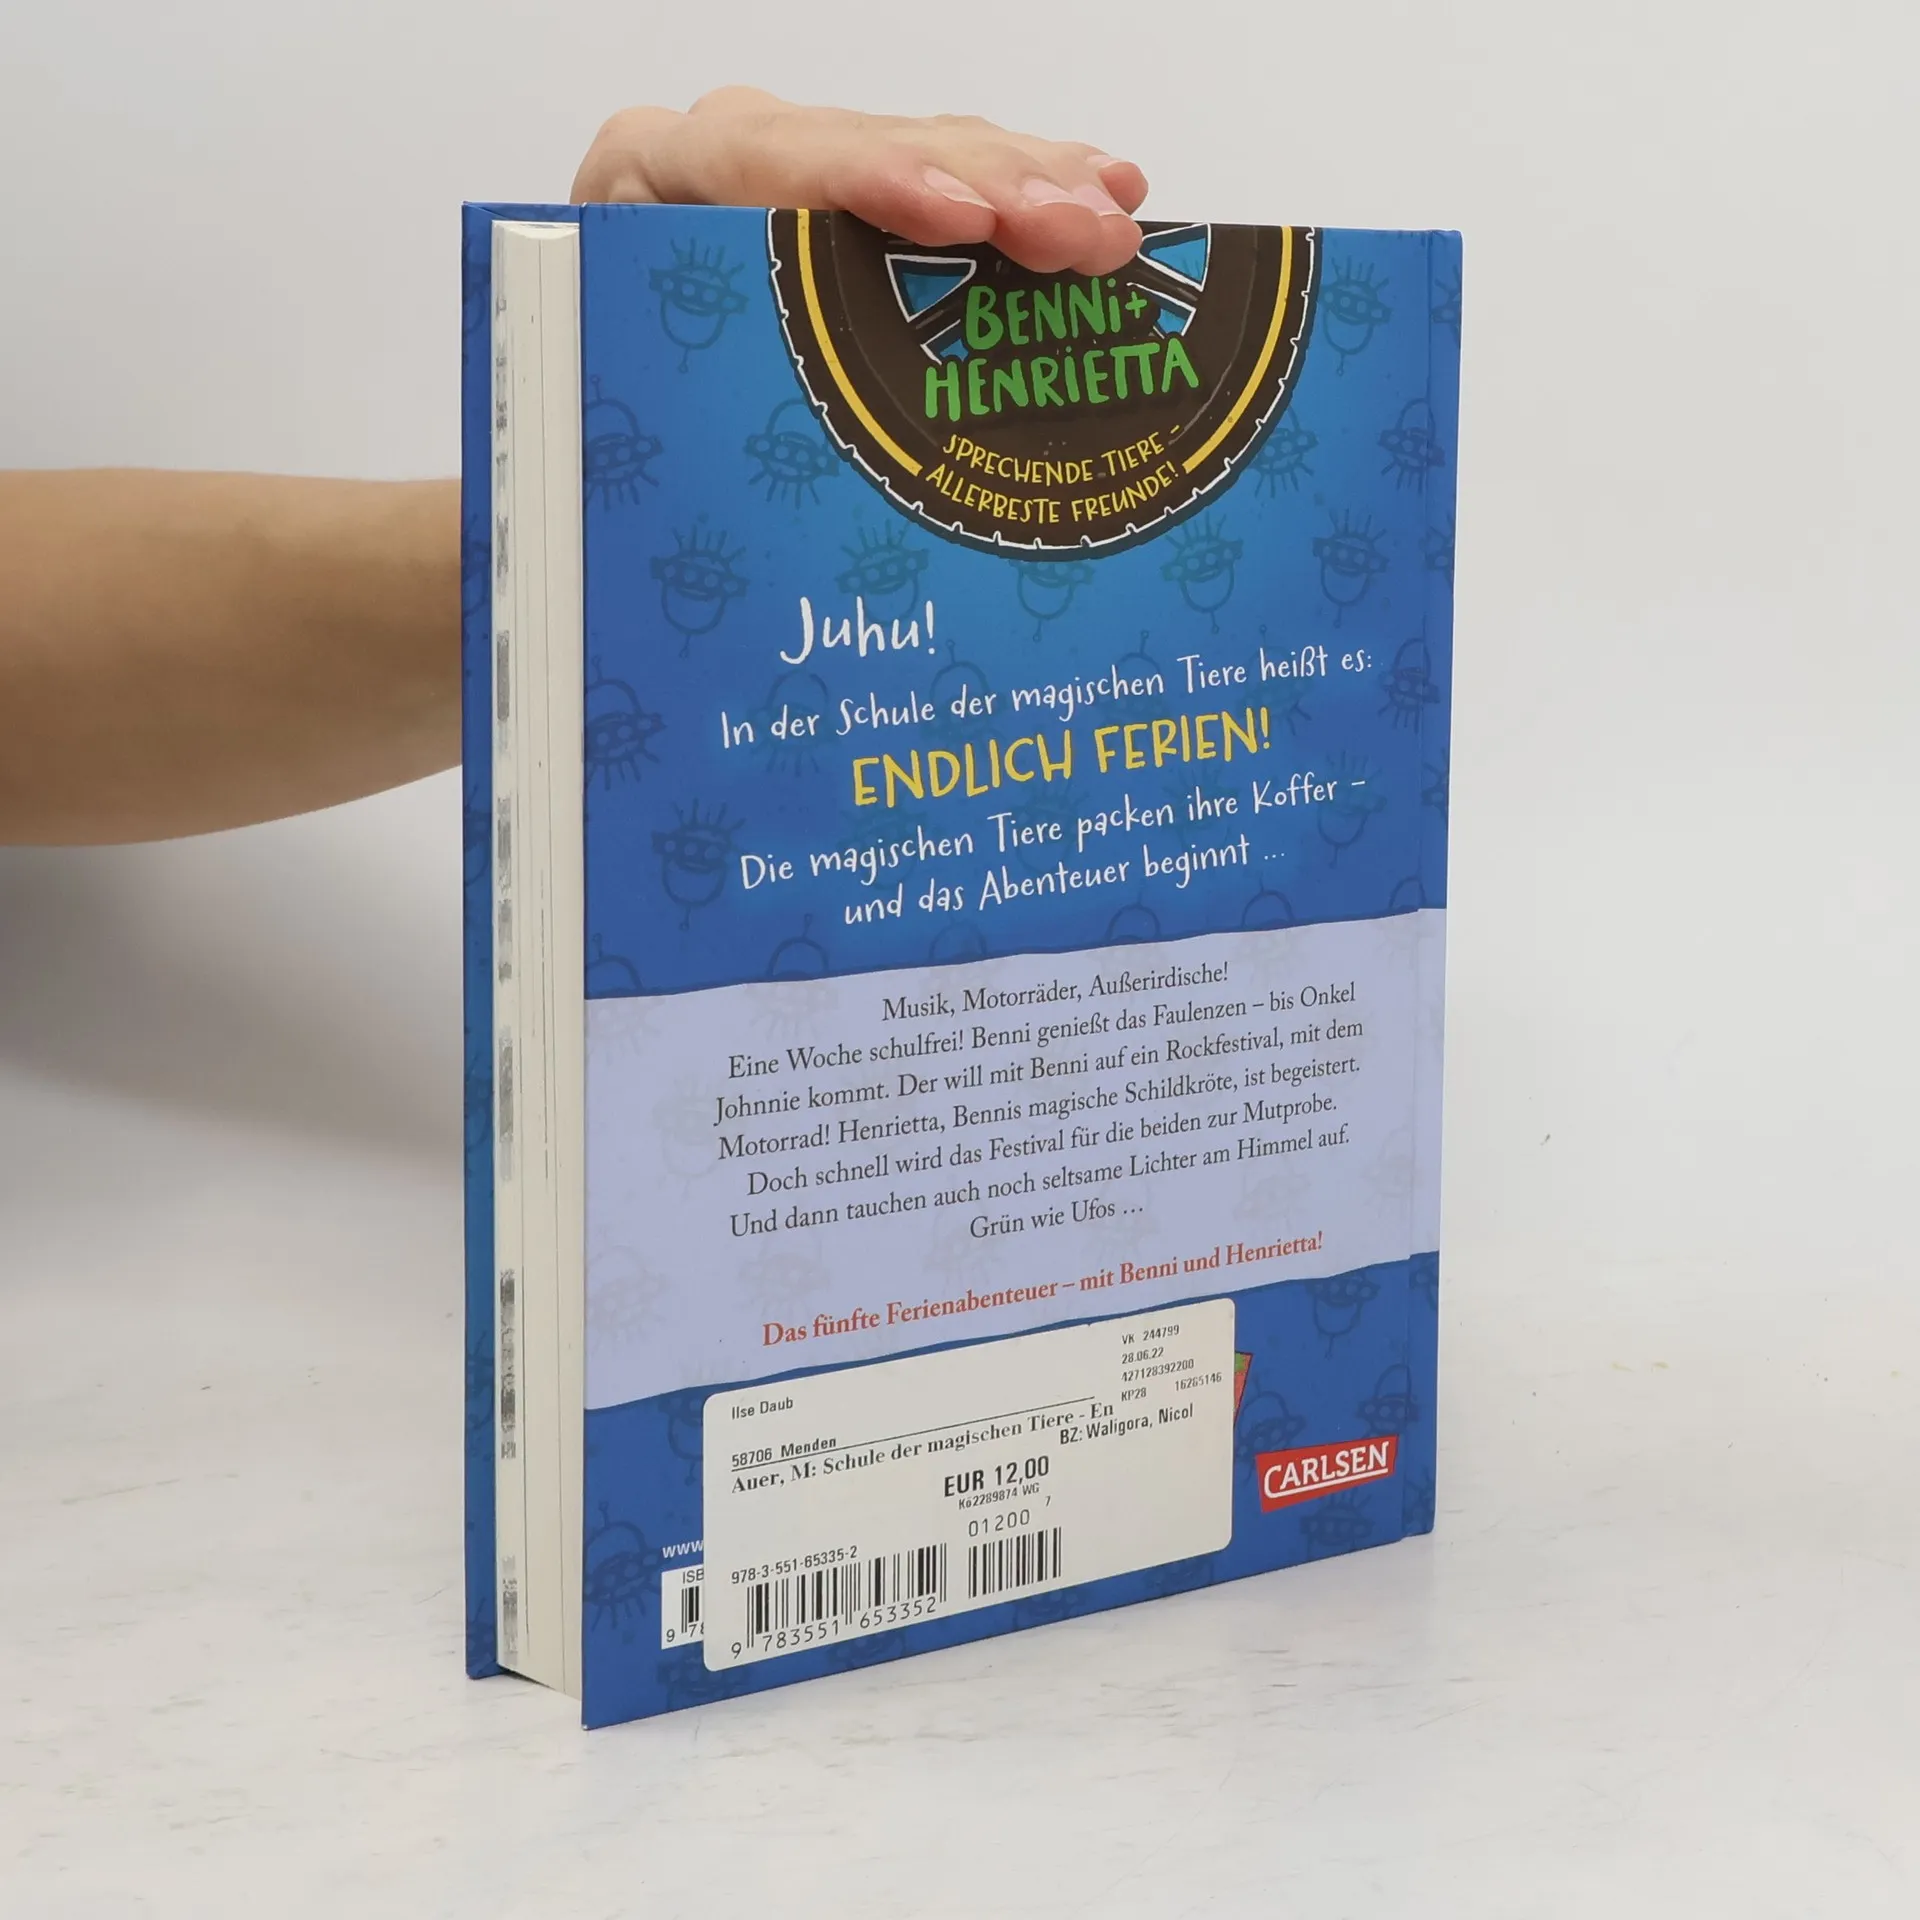 BENNi+
HENRiETTA
SPRECHENDE TIERE -
ALLERBESTE FREUNDE!
Juhu!
In der Schule der magischen Tiere heißt es:
ENDLICH FERIEN!
Die magischen Tiere packen ihre Koffer –
und das Abenteuer beginnt ...
Musik, Motorräder, Außerirdische!
Eine Woche schulfrei! Benni genießt das Faulenzen – bis Onkel
Johnnie kommt. Der will mit Benni auf ein Rockfestival, mit dem
Motorrad! Henrietta, Bennis magische Schildkröte, ist begeistert.
Doch schnell wird das Festival für die beiden zur Mutprobe.
Und dann tauchen auch noch seltsame Lichter am Himmel auf.
Grün wie Ufos ...
Das fünfte Ferienabenteuer – mit Benni und Henrietta!
VK 244799
28.06.22
427128392200
KP28 16265146
Ilse Daub
58706 Menden
BZ: Waligora, Nicol
Auer, M: Schule der magischen Tiere - En
EUR 12,00
Kö2289874 WG
7
01200
978-3-551-65335-2
9 783551 653352
CARLSEN
www
ISB
9 78